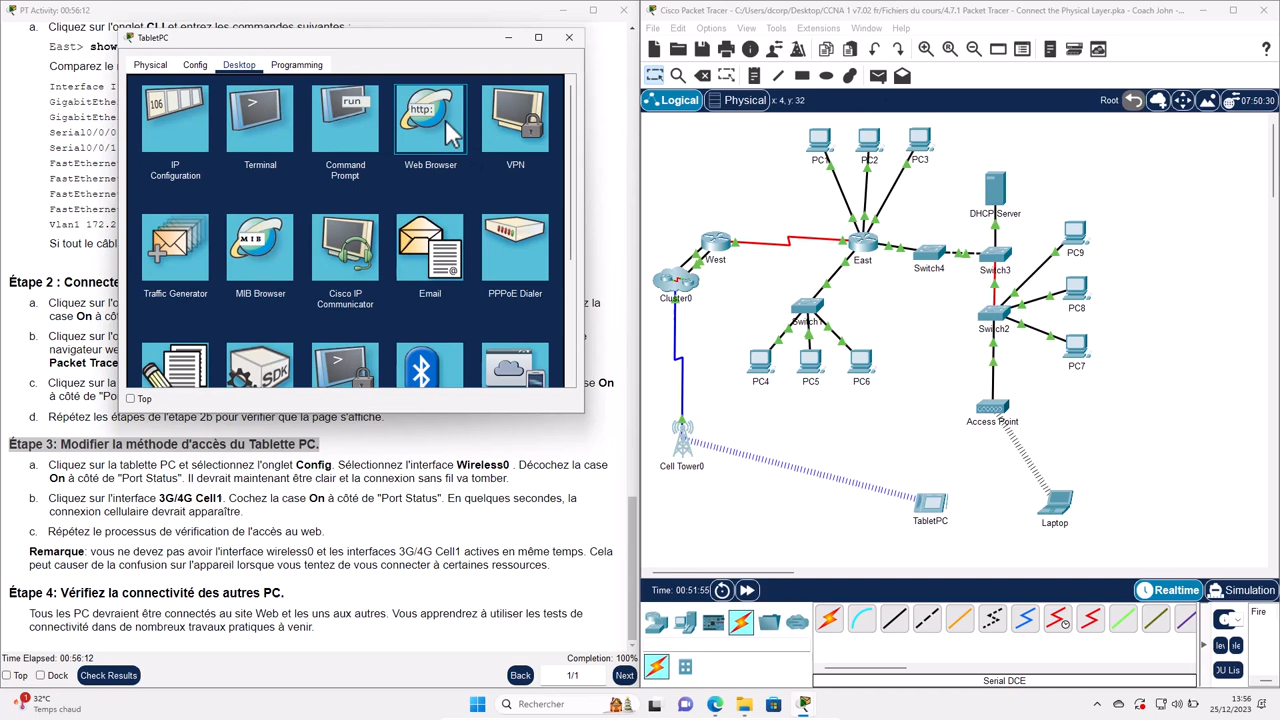 PT Activity: 00:56:12
a. Cliquez sur l'onglet CLI et entrez les commandes suivantes :
East> show
Comparez le
Interface I
GigabitEthe
GigabitEthe
Serial0/0/0
Serial0/0/1
FastEtherne
FastEtherne
FastEtherne
FastEtherne
Vlan1 172.2
Si tout le câbl
Étape 2 : Connecte
a. Cliquez sur l'o
la
case On à côt
b. Cliquez sur l'o
navigateur we
Packet Trace
c. Cliquez sur la
ase On
à côté de "Por
d. Répétez les étapes de l'étape 2b pour vérifier que la page s'affiche.
Étape 3: Modifier la méthode d'accès du Tablette PC.
a. Cliquez sur la tablette PC et sélectionnez l'onglet Config. Sélectionnez l'interface Wireless0 . Décochez la case
On à côté de "Port Status". Il devrait maintenant être clair et la connexion sans fil va tomber.
b. Cliquez sur l'interface 3G/4G Cell1. Cochez la case On à côté de "Port Status". En quelques secondes, la
connexion cellulaire devrait apparaître.
c. Répétez le processus de vérification de l'accès au web.
Remarque: vous ne devez pas avoir l'interface wireless0 et les interfaces 3G/4G Cell1 actives en même temps. Cela
peut causer de la confusion sur l'appareil lorsque vous tentez de vous connecter à certaines ressources.
Étape 4: Vérifiez la connectivité des autres PC.
Tous les PC devraient être connectés au site Web et les uns aux autres. Vous apprendrez à utiliser les tests de
connectivité dans de nombreux travaux pratiques à venir.
Time Elapsed: 00:56:12
Completion: 100%
Top
Dock
Check Results
Back
1/1
Next
TabletPC
Physical
Config
Desktop
Programming
106
IP
Configuration
Terminal
run
Command
Prompt
http:
Web Browser
VPN
Traffic Generator
MIB
MIB Browser
Cisco IP
Communicator
Email
PPPoE Dialer
SDK
Top
Cisco Packet Tracer - C:/Users/dcorp/Desktop/CCNA 1 v7.02 fr/Fichiers du cours/4.7.1 Packet Tracer - Connect the Physical Layer.pka - Coach John -
File
Edit
Options
View
Tools
Extensions
Window
Help
Logical
Physical
x: 4, y: 32
Root
07:50:30
PC1
PC2
PC3
DHCP Server
PC9
West
East
Switch4
Switch3
Cluster0
PC8
Switch1
Switch2
PC4
PC5
PC6
PC7
Access Point
Cell Tower0
TabletPC
Laptop
Time: 00:51:55
Realtime
Simulation
Fire
Serial DCE
1
32°C
Très ensoleillé
Rechercher
13:56
25/12/2023